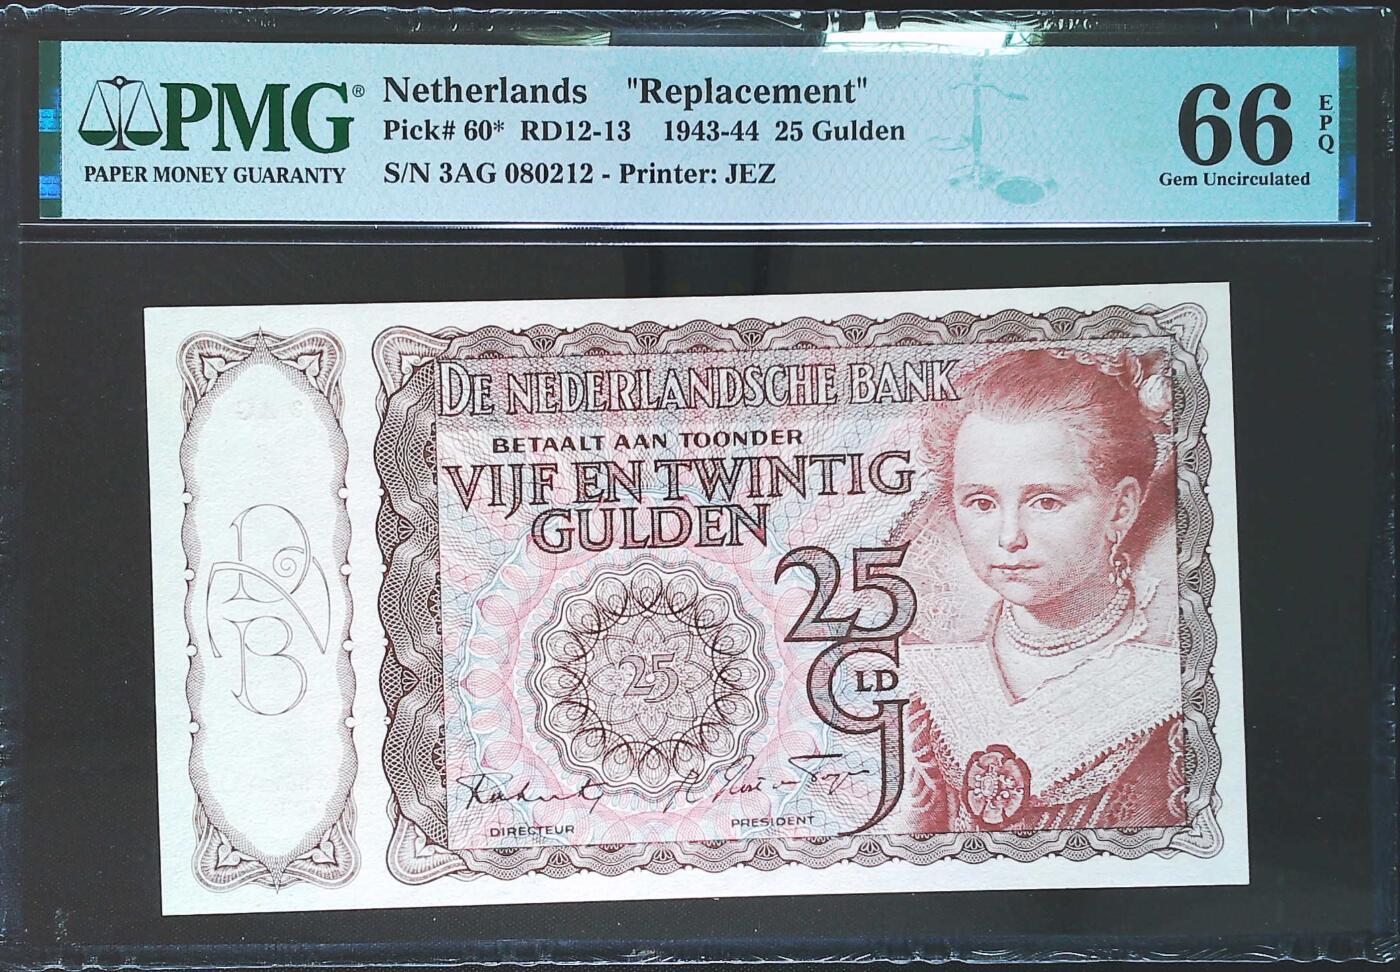 PMG®
PAPER MONEY GUARANTY
Netherlands "Replacement"
Pick# 60* RD12-13 1943-44 25 Gulden
S/N 3AG 080212 - Printer: JEZ
66
EPQ
Gem Uncirculated
DE NEDERLANDSCHE BANK
BETAALT AAN TOONDER
VIJF EN TWINTIG
GULDEN
25
GLD
25
DNB
DIRECTEUR
PRESIDENT